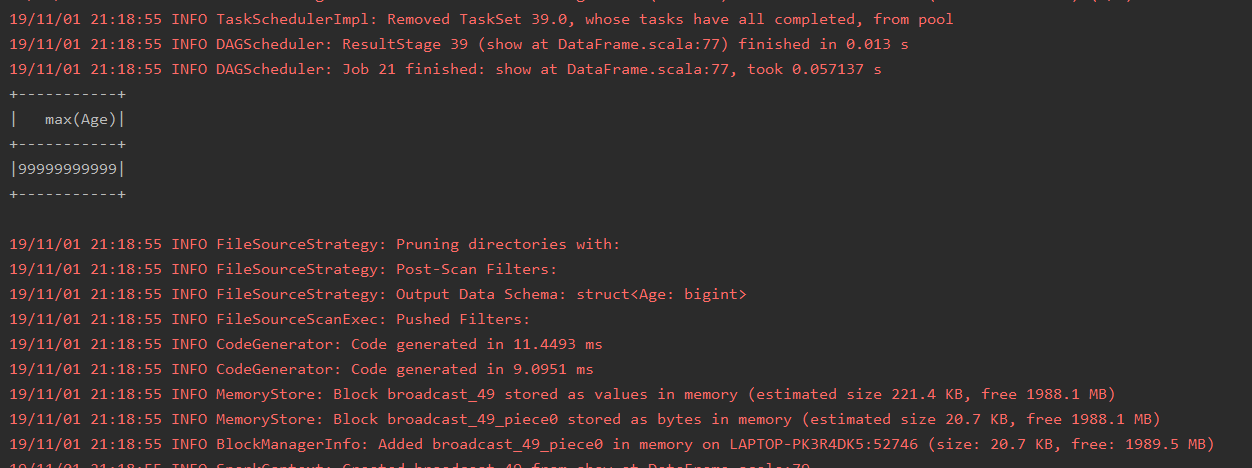 19/11/01 21:18:55 INFO TaskSchedulerImpl: Removed TaskSet 39.0, whose tasks have all completed, from pool
19/11/01 21:18:55 INFO DAGScheduler: ResultStage 39 (show at DataFrame.scala:77) finished in 0.013 s
19/11/01 21:18:55 INFO DAGScheduler: Job 21 finished: show at DataFrame.scala:77, took 0.057137 s
+-----------+
|   max(Age)|
+-----------+
|99999999999|
+-----------+
19/11/01 21:18:55 INFO FileSourceStrategy: Pruning directories with:
19/11/01 21:18:55 INFO FileSourceStrategy: Post-Scan Filters:
19/11/01 21:18:55 INFO FileSourceStrategy: Output Data Schema: struct<Age: bigint>
19/11/01 21:18:55 INFO FileSourceScanExec: Pushed Filters:
19/11/01 21:18:55 INFO CodeGenerator: Code generated in 11.4493 ms
19/11/01 21:18:55 INFO CodeGenerator: Code generated in 9.0951 ms
19/11/01 21:18:55 INFO MemoryStore: Block broadcast_49 stored as values in memory (estimated size 221.4 KB, free 1988.1 MB)
19/11/01 21:18:55 INFO MemoryStore: Block broadcast_49_piece0 stored as bytes in memory (estimated size 20.7 KB, free 1988.1 MB)
19/11/01 21:18:55 INFO BlockManagerInfo: Added broadcast_49_piece0 in memory on LAPTOP-PK3R4DK5:52746 (size: 20.7 KB, free: 1989.5 MB)